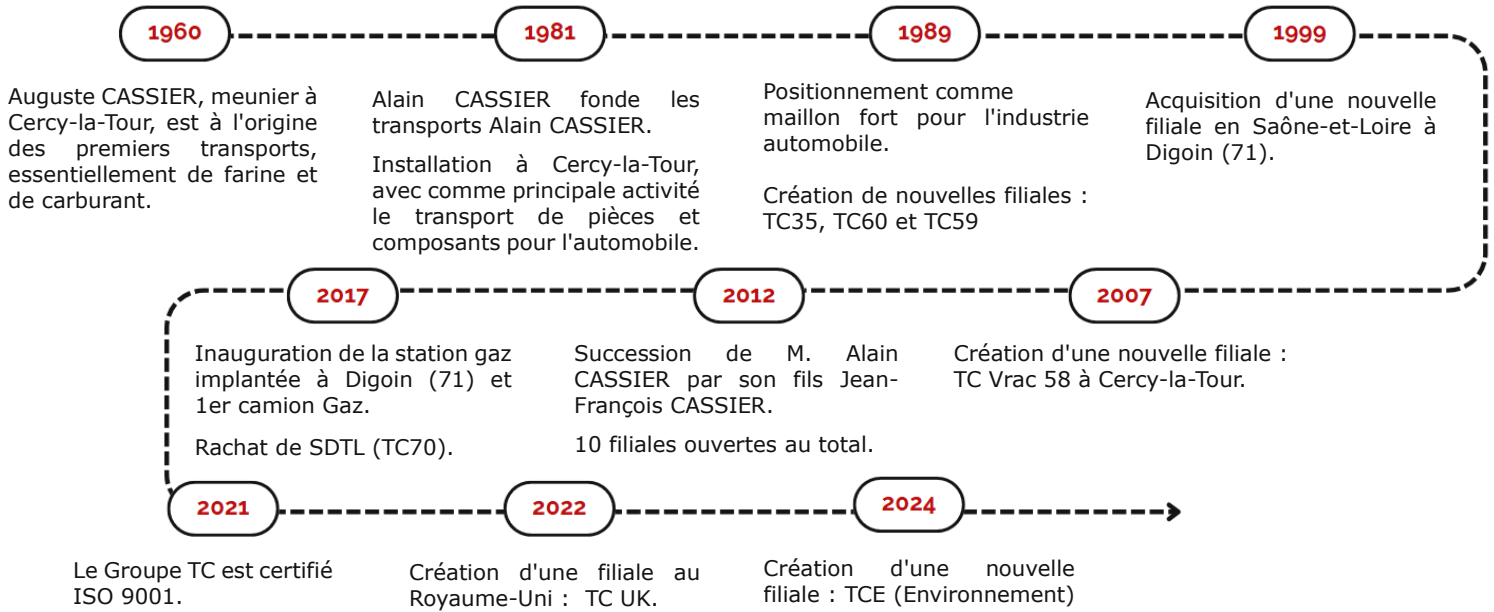 1960
1981
1989
1999
Auguste CASSIER, meunier à
Cercy-la-Tour, est à l'origine
des premiers transports,
essentiellement de farine et
de carburant.
Alain CASSIER fonde les
transports Alain CASSIER.
Installation à Cercy-la-Tour,
avec comme principale activité
le transport de pièces et
composants pour l'automobile.
Positionnement comme
maillon fort pour l'industrie
automobile.
Création de nouvelles filiales :
TC35, TC60 et TC59
Acquisition d'une nouvelle
filiale en Saône-et-Loire à
Digoin (71).
2017
2012
2007
Inauguration de la station gaz
implantée à Digoin (71) et
1er camion Gaz.
Rachat de SDTL (TC70).
Succession de M. Alain
CASSIER par son fils Jean-
François CASSIER.
10 filiales ouvertes au total.
Création d'une nouvelle filiale :
TC Vrac 58 à Cercy-la-Tour.
2021
2022
2024
Le Groupe TC est certifié
ISO 9001.
Création d'une filiale au
Royaume-Uni : TC UK.
Création d'une nouvelle
filiale : TCE (Environnement)